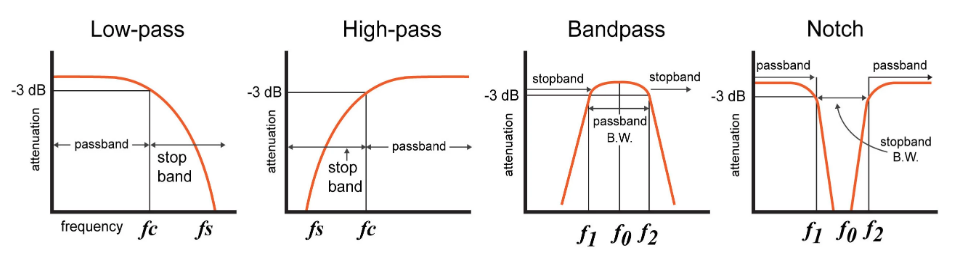 Low-pass
-3 dB
attenuation
passband
stop
band
frequency
fc
fs
High-pass
-3 dB
attenuation
passband
stop
band
fs
fc
Bandpass
stopband
stopband
-3 dB
attenuation
passband
B.W.
f1
f0
f2
Notch
passband
passband
-3 dB
attenuation
stopband
B.W.
f1
f0
f2